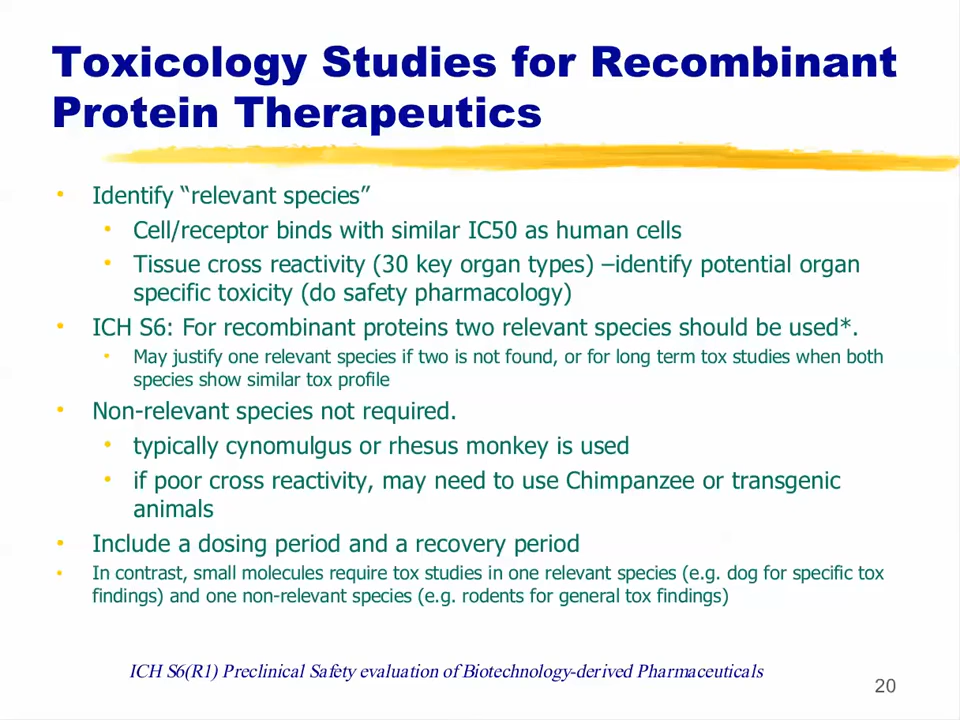 Toxicology Studies for Recombinant
Protein Therapeutics
• Identify “relevant species”
• Cell/receptor binds with similar IC50 as human cells
• Tissue cross reactivity (30 key organ types) –identify potential organ
specific toxicity (do safety pharmacology)
• ICH S6: For recombinant proteins two relevant species should be used*.
• May justify one relevant species if two is not found, or for long term tox studies when both
species show similar tox profile
• Non-relevant species not required.
• typically cynomulgus or rhesus monkey is used
• if poor cross reactivity, may need to use Chimpanzee or transgenic
animals
• Include a dosing period and a recovery period
• In contrast, small molecules require tox studies in one relevant species (e.g. dog for specific tox
findings) and one non-relevant species (e.g. rodents for general tox findings)
ICH S6(R1) Preclinical Safety evaluation of Biotechnology-derived Pharmaceuticals
20